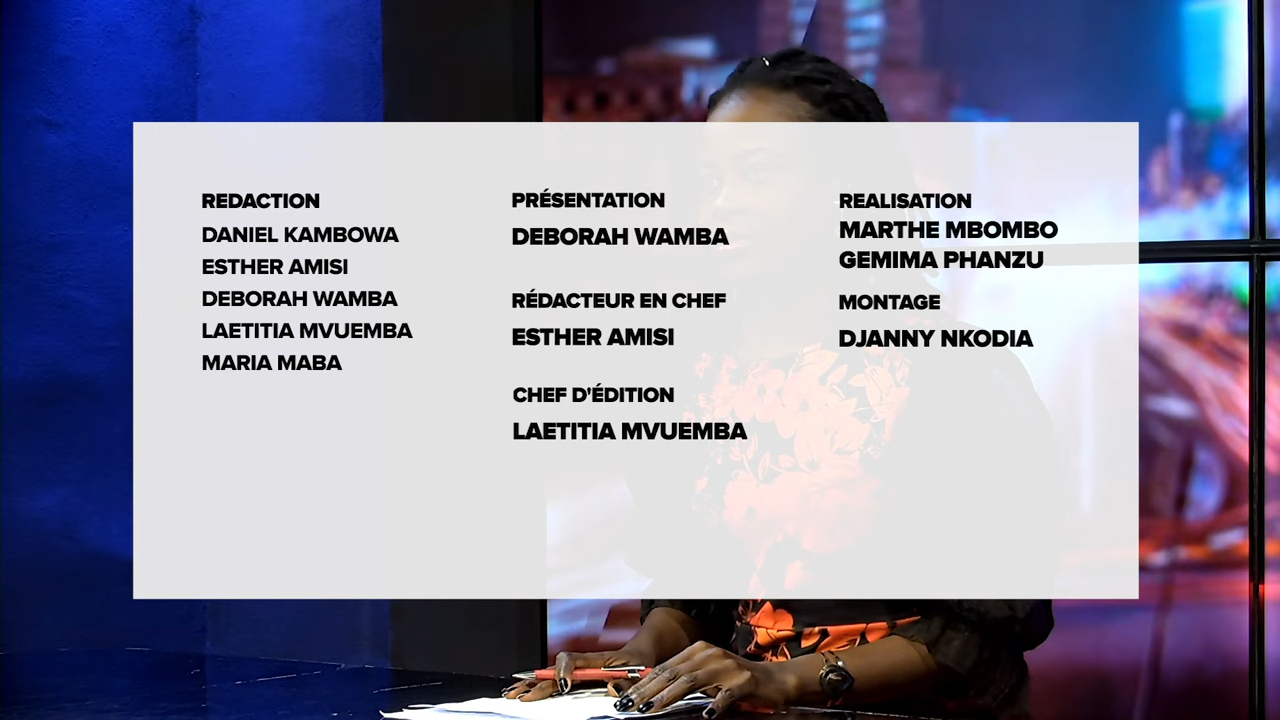 REDACTION
DANIEL KAMBOWA
ESTHER AMISI
DEBORAH WAMBA
LAETITIA MVUEMBA
MARIA MABA
PRÉSENTATION
DEBORAH WAMBA
RÉDACTEUR EN CHEF
ESTHER AMISI
CHEF D'ÉDITION
LAETITIA MVUEMBA
REALISATION
MARTHE MBOMBO
GEMIMA PHANZU
MONTAGE
DJANNY NKODIA